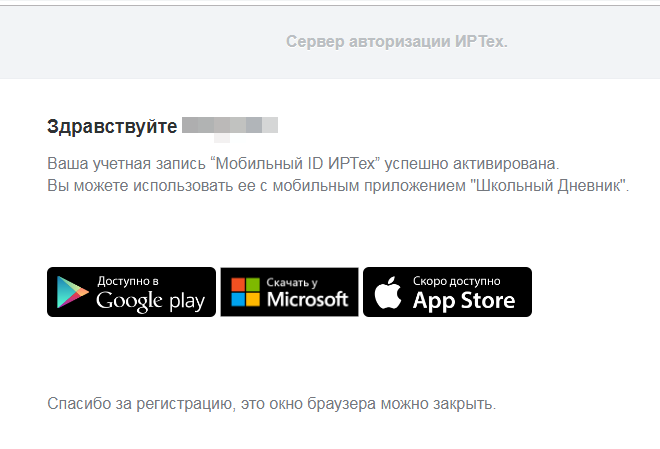 Сервер авторизации ИРТех.
Здравствуйте
Ваша учетная запись “Мобильный ID ИРТех” успешно активирована.
Вы можете использовать ее с мобильным приложением "Школьный Дневник".
Доступно в
Google play
Скачать у
Microsoft
Скоро доступно
App Store
Спасибо за регистрацию, это окно браузера можно закрыть.